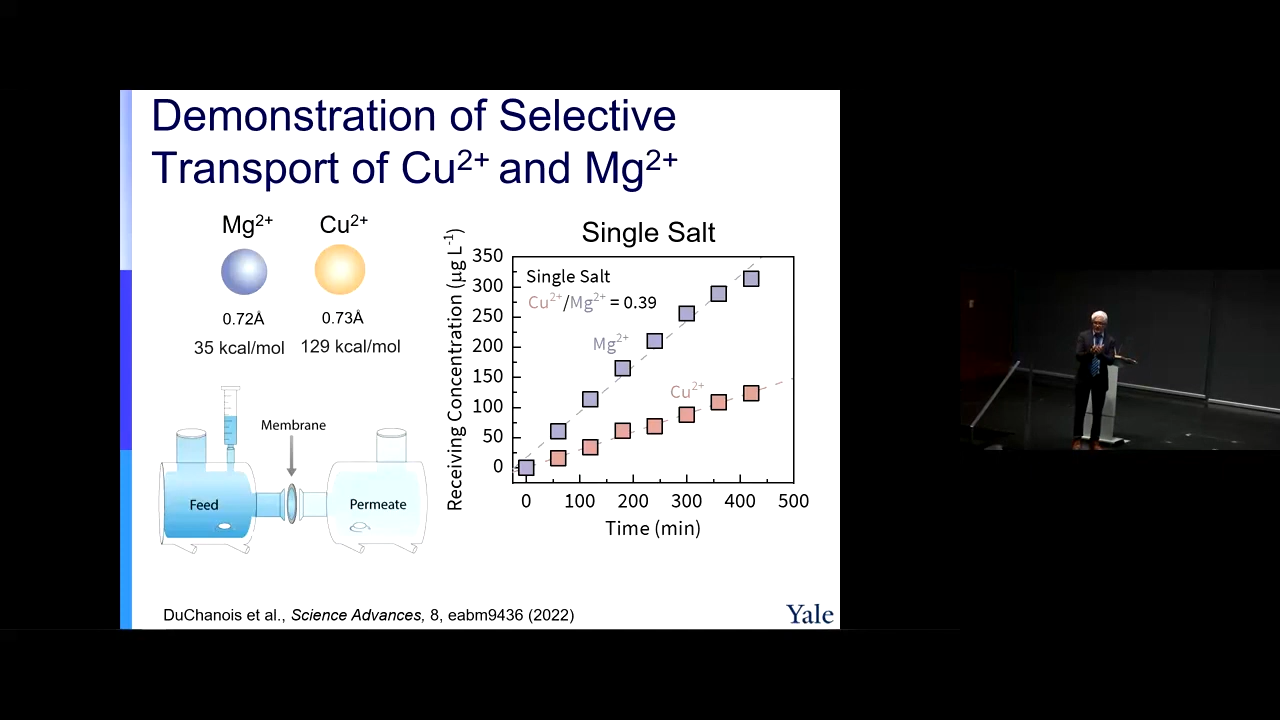 Demonstration of Selective
Transport of Cu²⁺ and Mg²⁺
Mg²⁺
Cu²⁺
0.72Å
0.73Å
35 kcal/mol
129 kcal/mol
Membrane
Feed
Permeate
Single Salt
Receiving Concentration (µg L⁻¹)
350
300
250
200
150
100
50
0
Single Salt
Cu²⁺/Mg²⁺ = 0.39
Mg²⁺
Cu²⁺
0 100 200 300 400 500
Time (min)
DuChanois et al., Science Advances, 8, eabm9436 (2022)
Yale